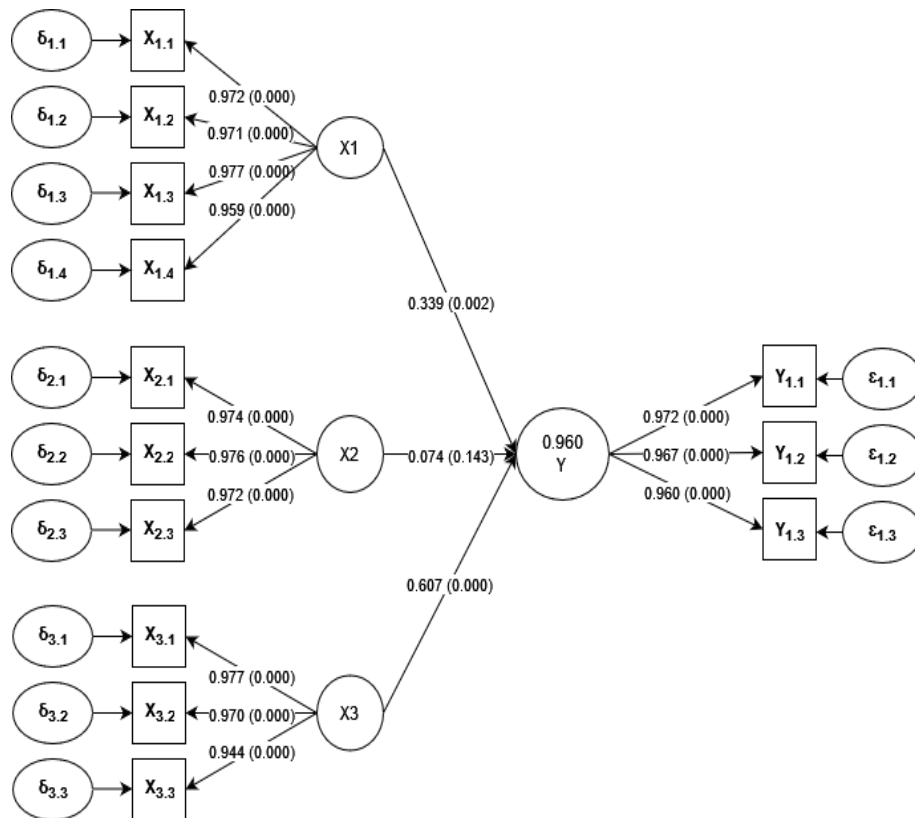 δ1.1
X1.1
0.972 (0.000)
δ1.2
X1.2
0.971 (0.000)
X1
δ1.3
X1.3
0.977 (0.000)
0.959 (0.000)
δ1.4
X1.4
0.339 (0.002)
δ2.1
X2.1
0.974 (0.000)
δ2.2
X2.2
0.976 (0.000)
X2
0.074 (0.143)
0.972 (0.000)
δ2.3
X2.3
0.960
Y
0.972 (0.000)
Y1.1
ε1.1
0.967 (0.000)
Y1.2
ε1.2
0.960 (0.000)
Y1.3
ε1.3
0.607 (0.000)
δ3.1
X3.1
0.977 (0.000)
δ3.2
X3.2
0.970 (0.000)
X3
0.944 (0.000)
δ3.3
X3.3